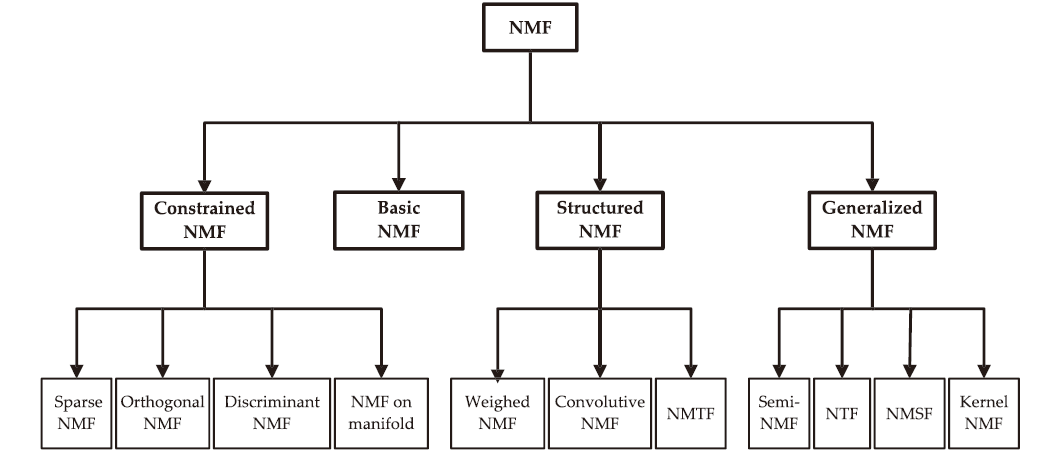 NMF
Constrained
NMF
Basic
NMF
Structured
NMF
Generalized
NMF
Sparse
NMF
Orthogonal
NMF
Discriminant
NMF
NMF on
manifold
Weighed
NMF
Convolutive
NMF
NMTF
Semi-
NMF
NTF
NMSF
Kernel
NMF